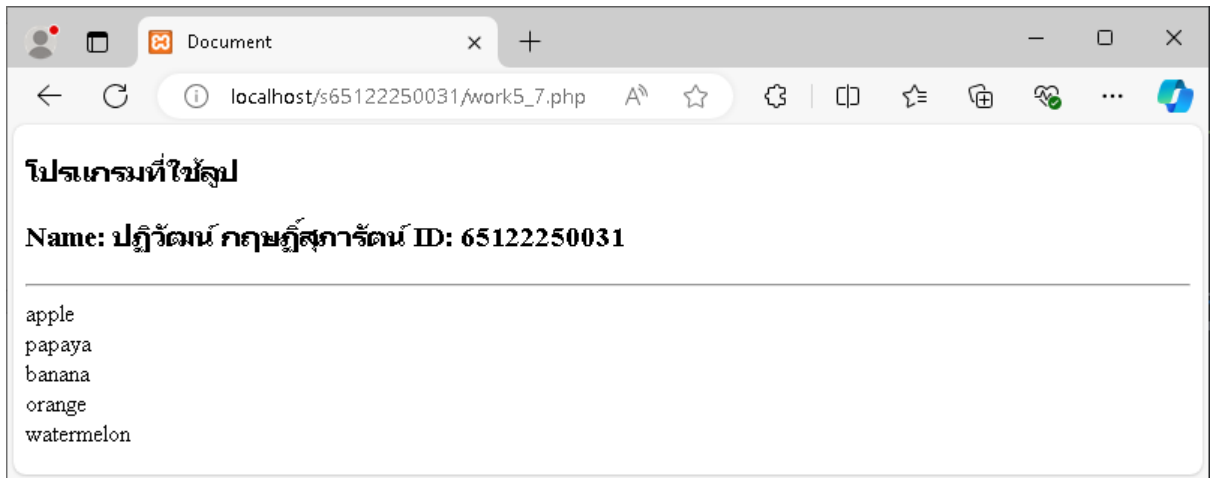 Document
localhost/s65122250031/work5_7.php
โปรแกรมที่ใช้ลูป
Name: ปฏิวัฒน์ กฤษฎิ์สุภารัตน์ ID: 65122250031
apple
papaya
banana
orange
watermelon